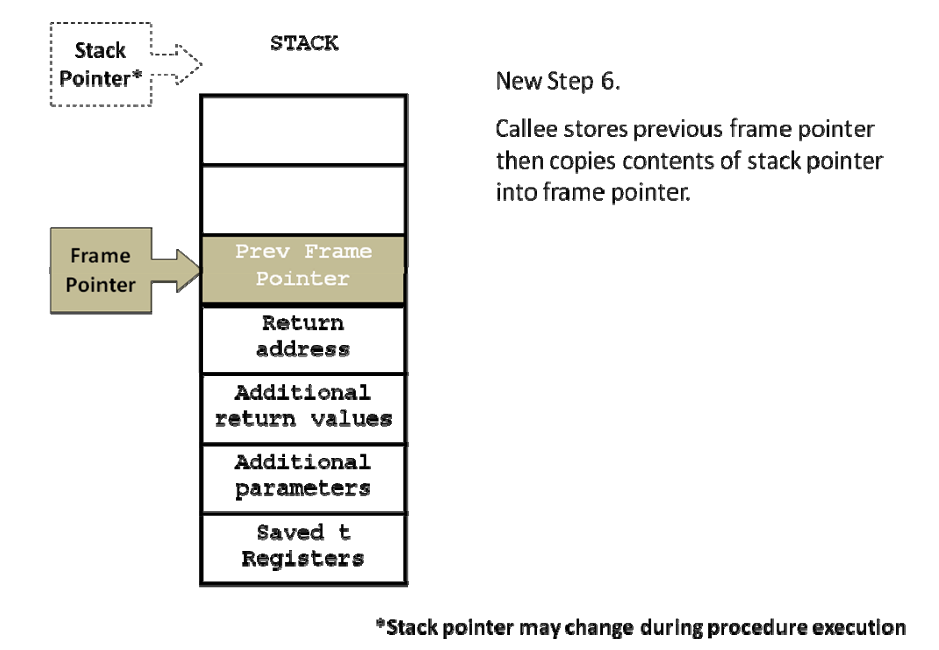 Stack
Pointer*
STACK
New Step 6.
Callee stores previous frame pointer
then copies contents of stack pointer
into frame pointer.
Frame
Pointer
Prev Frame
Pointer
Return
address
Additional
return values
Additional
parameters
Saved t
Registers
*Stack pointer may change during procedure execution